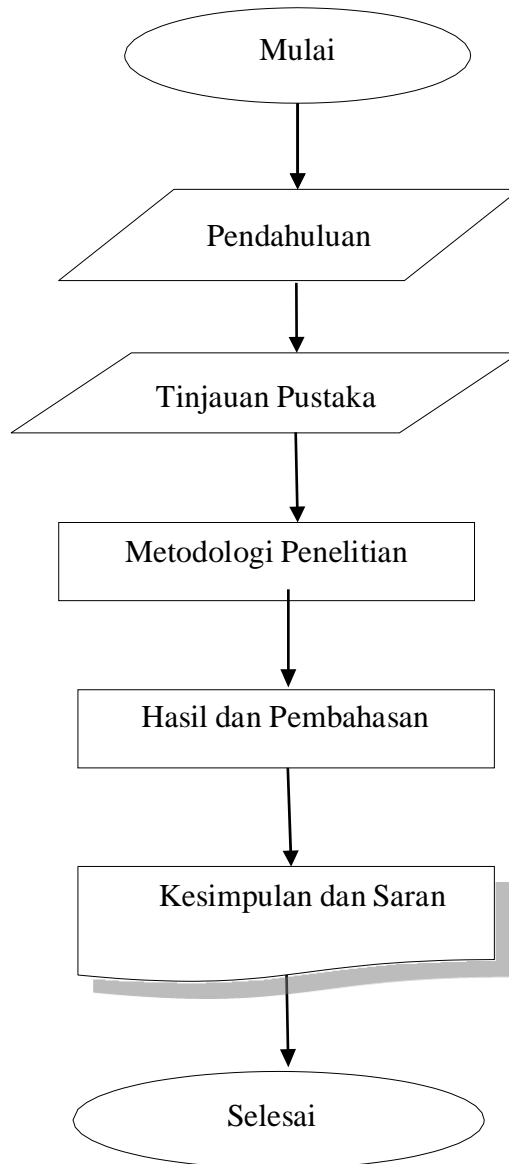 Mulai
Pendahuluan
Tinjauan Pustaka
Metodologi Penelitian
Hasil dan Pembahasan
Kesimpulan dan Saran
Selesai